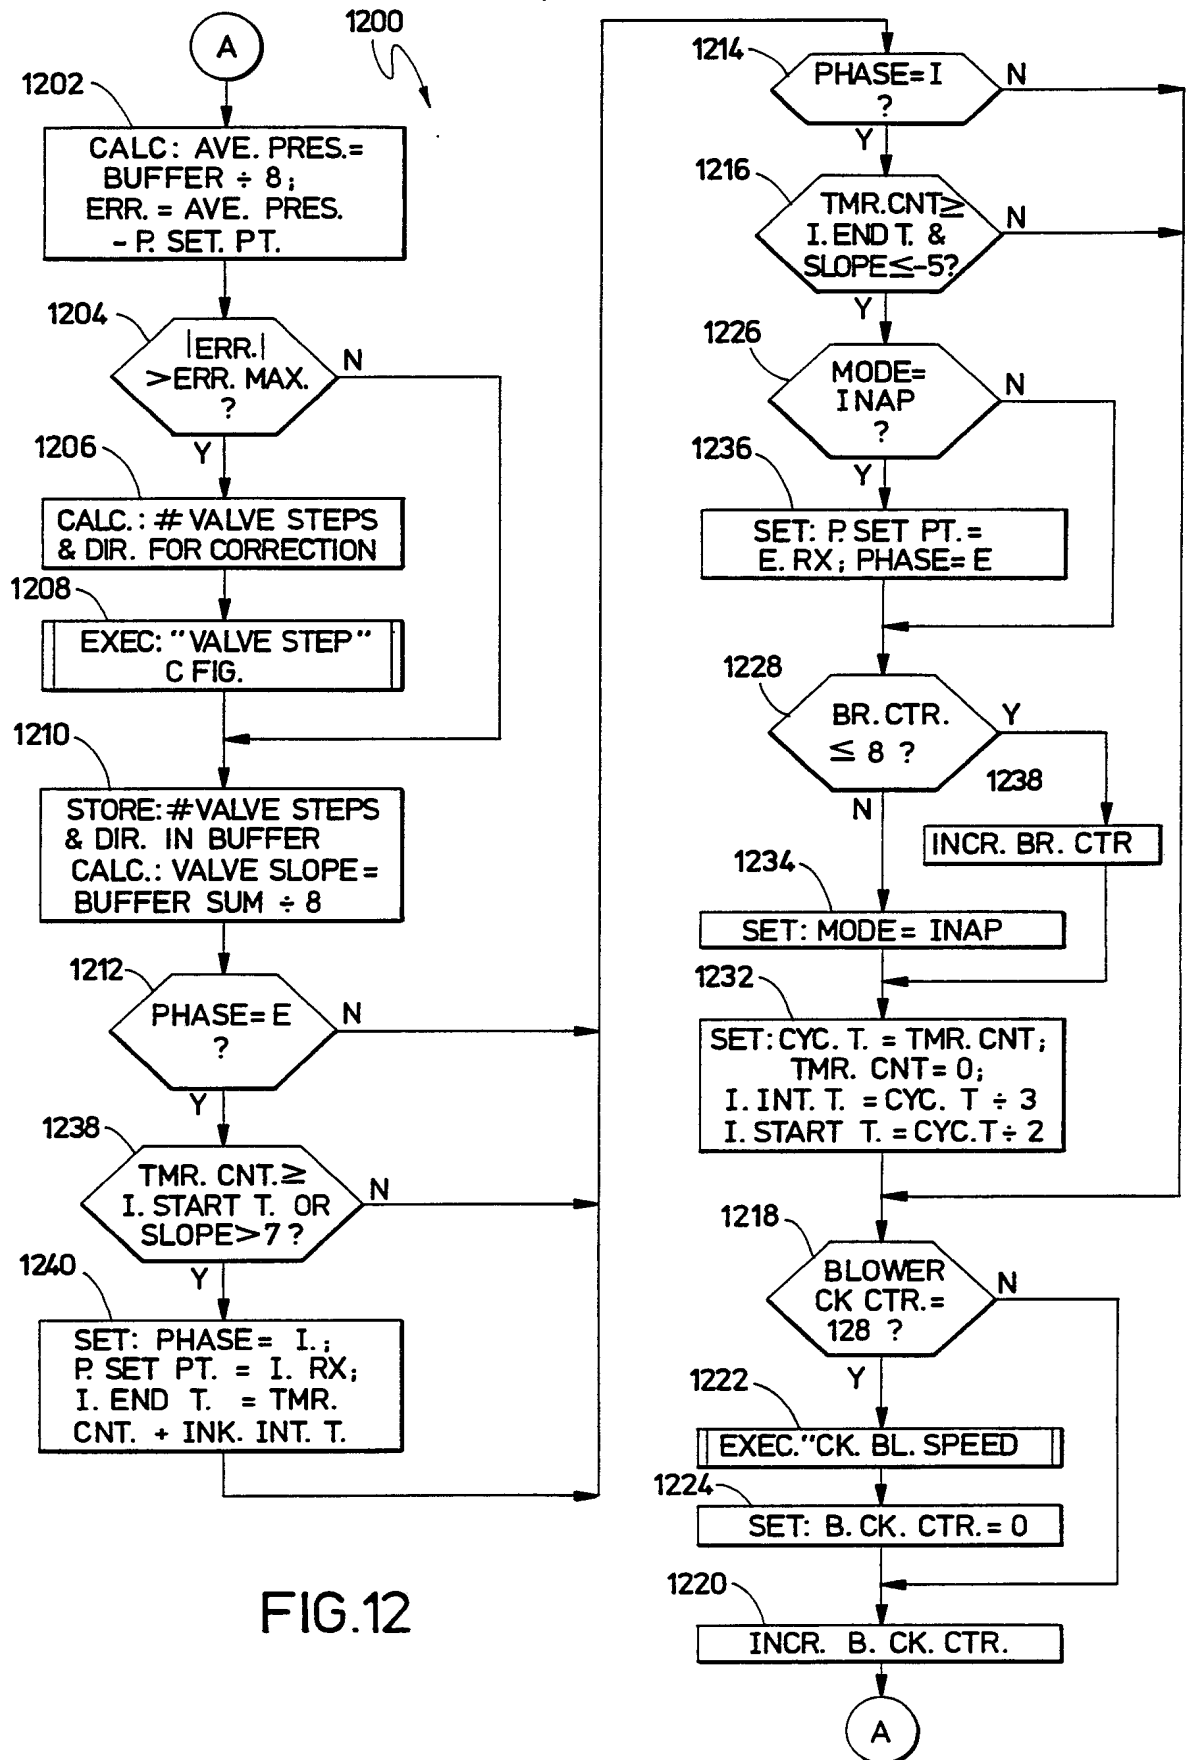 1200
A
1202
CALC: AVE. PRES.=
BUFFER ÷ 8;
ERR. = AVE. PRES.
- P. SET. PT.
1204
|ERR.|
>ERR. MAX.
?
N
Y
1206
CALC.: # VALVE STEPS
& DIR. FOR CORRECTION
1208
EXEC: "VALVE STEP"
C FIG.
1210
STORE: #VALVE STEPS
& DIR. IN BUFFER
CALC.: VALVE SLOPE=
BUFFER SUM ÷ 8
1212
PHASE= E
?
N
Y
1238
TMR. CNT.≥
I. START T. OR
SLOPE>7 ?
N
Y
1240
SET: PHASE= I.;
P. SET PT. = I. RX;
I. END T. = TMR.
CNT. + INK. INT. T.
1214
PHASE= I
?
N
Y
1216
TMR.CNT≥
I. END T. &
SLOPE≤-5?
N
Y
1226
MODE=
INAP
?
N
Y
1236
SET: P. SET PT.=
E. RX; PHASE= E
1228
BR. CTR.
≤ 8 ?
Y
N
1238
INCR. BR. CTR
1234
SET: MODE= INAP
1232
SET: CYC. T. = TMR. CNT;
TMR. CNT= 0;
I. INT. T. =CYC. T ÷ 3
I. START T. =CYC.T÷ 2
1218
BLOWER
CK CTR.=
128 ?
N
Y
1222
EXEC."CK. BL. SPEED
1224
SET: B. CK. CTR.= 0
1220
INCR. B. CK. CTR.
A
FIG.12